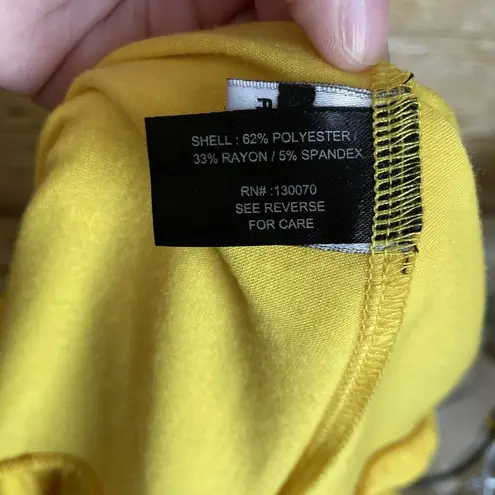 SHELL : 62% POLYESTER /
33% RAYON / 5% SPANDEX
RN# :130070
SEE REVERSE
FOR CARE